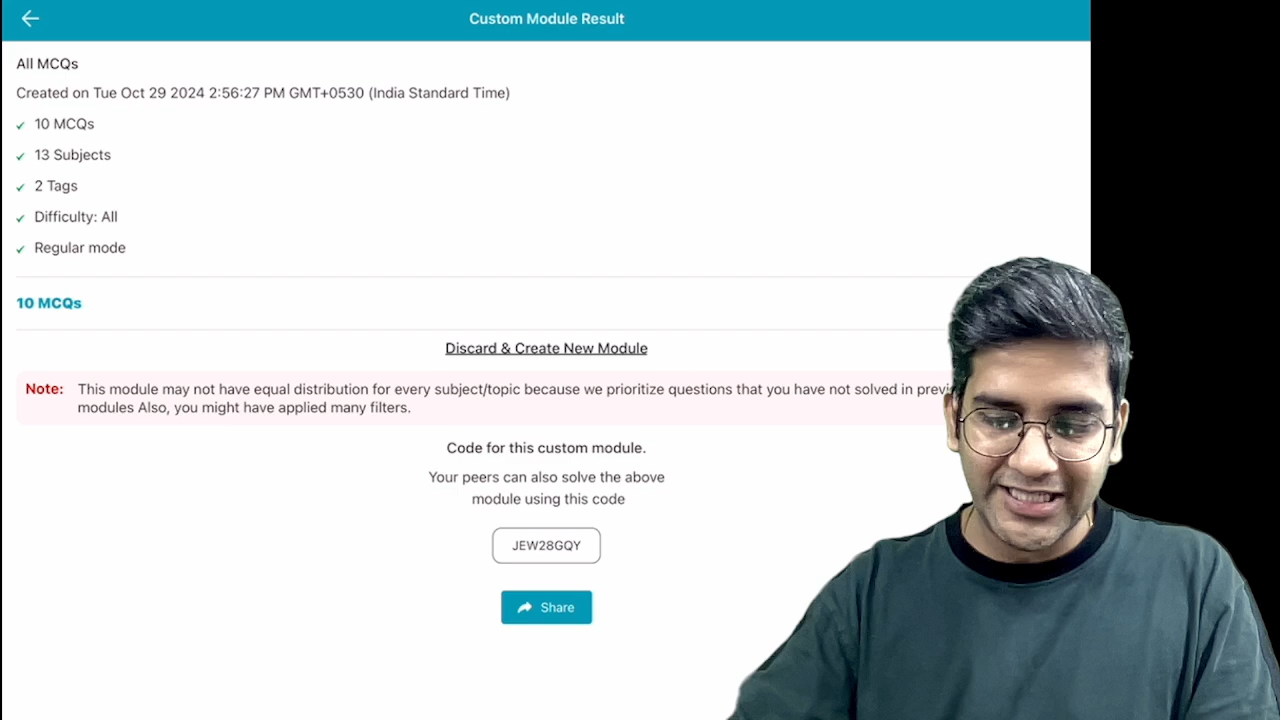 Custom Module Result
All MCQs
Created on Tue Oct 29 2024 2:56:27 PM GMT+0530 (India Standard Time)
10 MCQs
13 Subjects
2 Tags
Difficulty: All
Regular mode
10 MCQs
Discard & Create New Module
Note: This module may not have equal distribution for every subject/topic because we prioritize questions that you have not solved in
modules Also, you might have applied many filters.
Code for this custom module.
Your peers can also solve the above
module using this code
JEW28GQY
Share